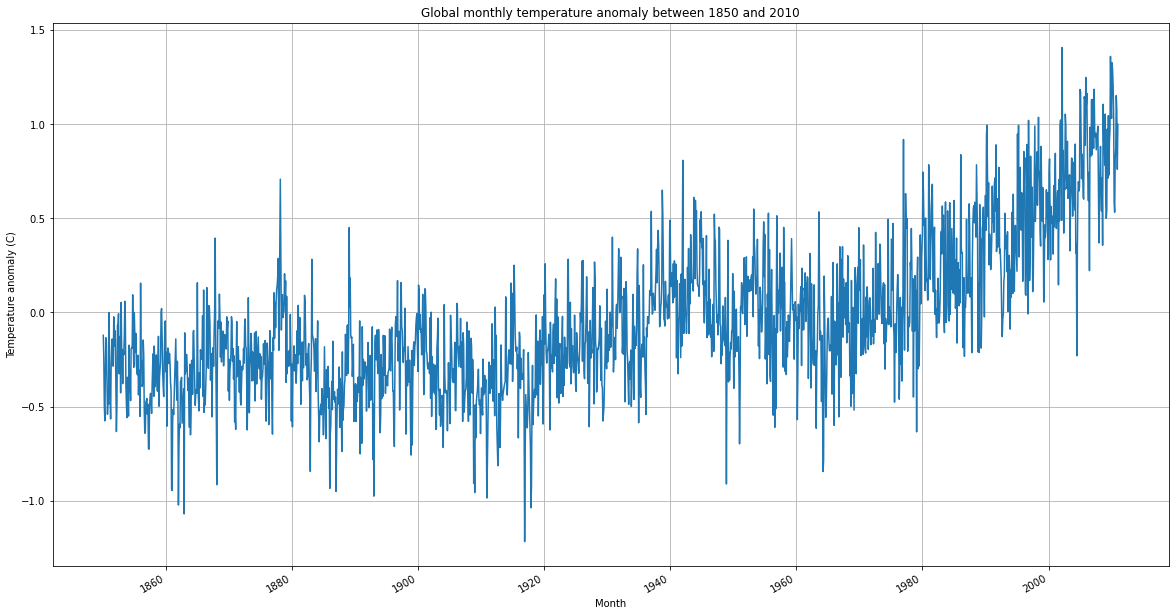 Global monthly temperature anomaly between 1850 and 2010
Temperature anomaly (C)
1.5
1.0
0.5
0.0
−0.5
−1.0
1860 1880 1900 1920 1940 1960 1980 2000
Month